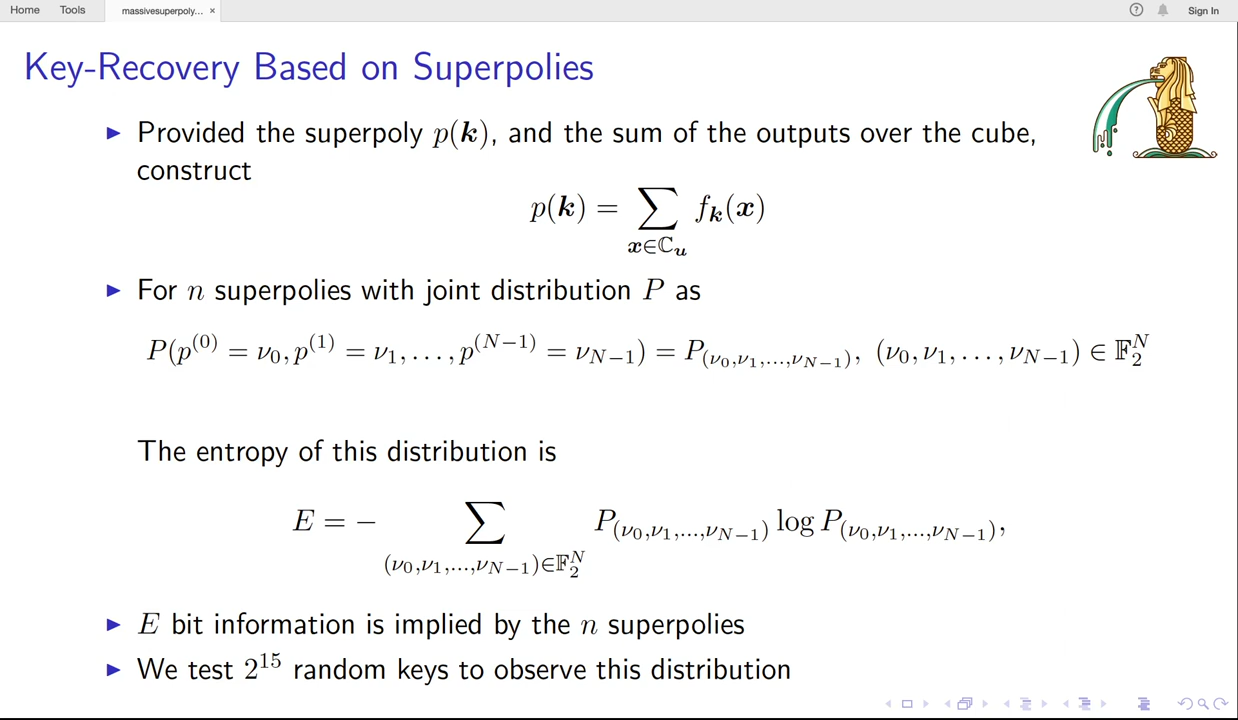 Home Tools massivesuperpoly... × Sign In
Key-Recovery Based on Superpolies
▶ Provided the superpoly p(𝒌), and the sum of the outputs over the cube,
construct
p(𝒌) = ∑_{𝒙∈ℂ_𝒖} f_𝒌(𝒙)
▶ For n superpolies with joint distribution P as
P(p^{(0)} = ν_0, p^{(1)} = ν_1, . . . , p^{(N−1)} = ν_{N−1}) = P_{(ν_0,ν_1,...,ν_{N−1})}, (ν_0, ν_1, . . . , ν_{N−1}) ∈ 𝔽_2^N
The entropy of this distribution is
E = − ∑_{(ν_0,ν_1,...,ν_{N−1})∈𝔽_2^N} P_{(ν_0,ν_1,...,ν_{N−1})} log P_{(ν_0,ν_1,...,ν_{N−1})},
▶ E bit information is implied by the n superpolies
▶ We test 2^{15} random keys to observe this distribution